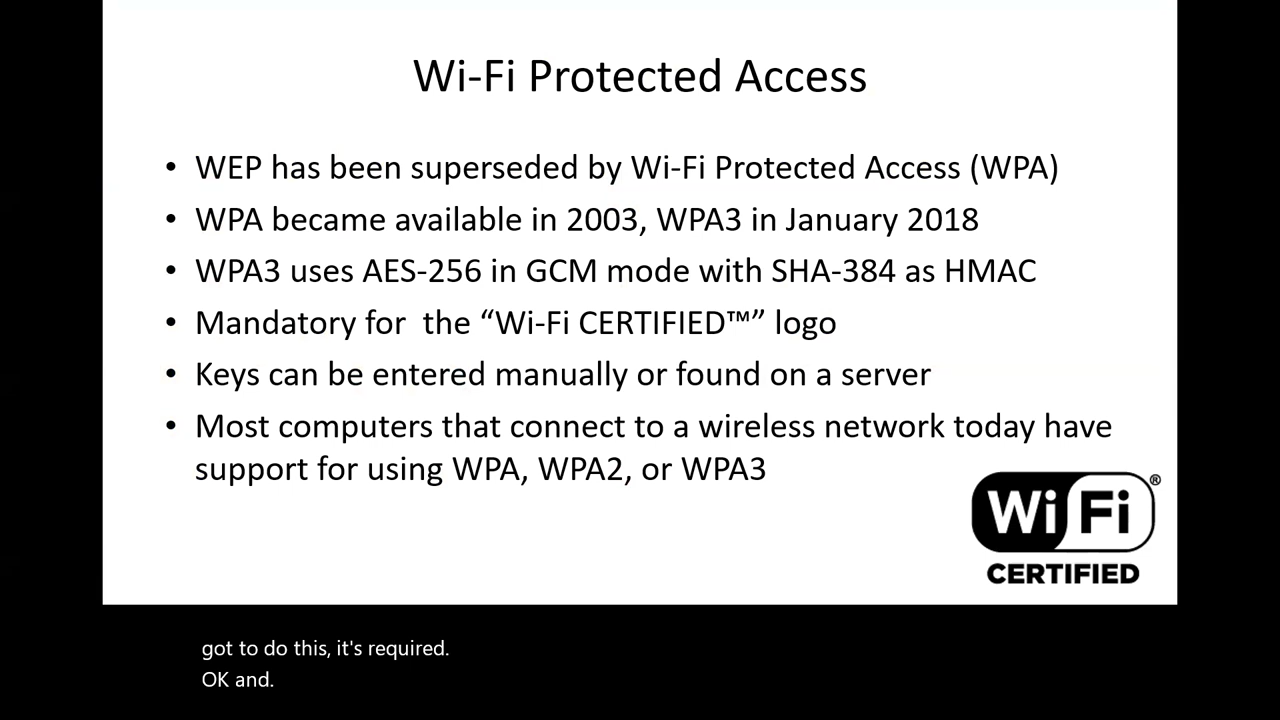 Wi-Fi Protected Access
• WEP has been superseded by Wi-Fi Protected Access (WPA)
• WPA became available in 2003, WPA3 in January 2018
• WPA3 uses AES-256 in GCM mode with SHA-384 as HMAC
• Mandatory for  the “Wi-Fi CERTIFIED™” logo
• Keys can be entered manually or found on a server
• Most computers that connect to a wireless network today have
support for using WPA, WPA2, or WPA3
Wi Fi ®
CERTIFIED
got to do this, it's required.
OK and.